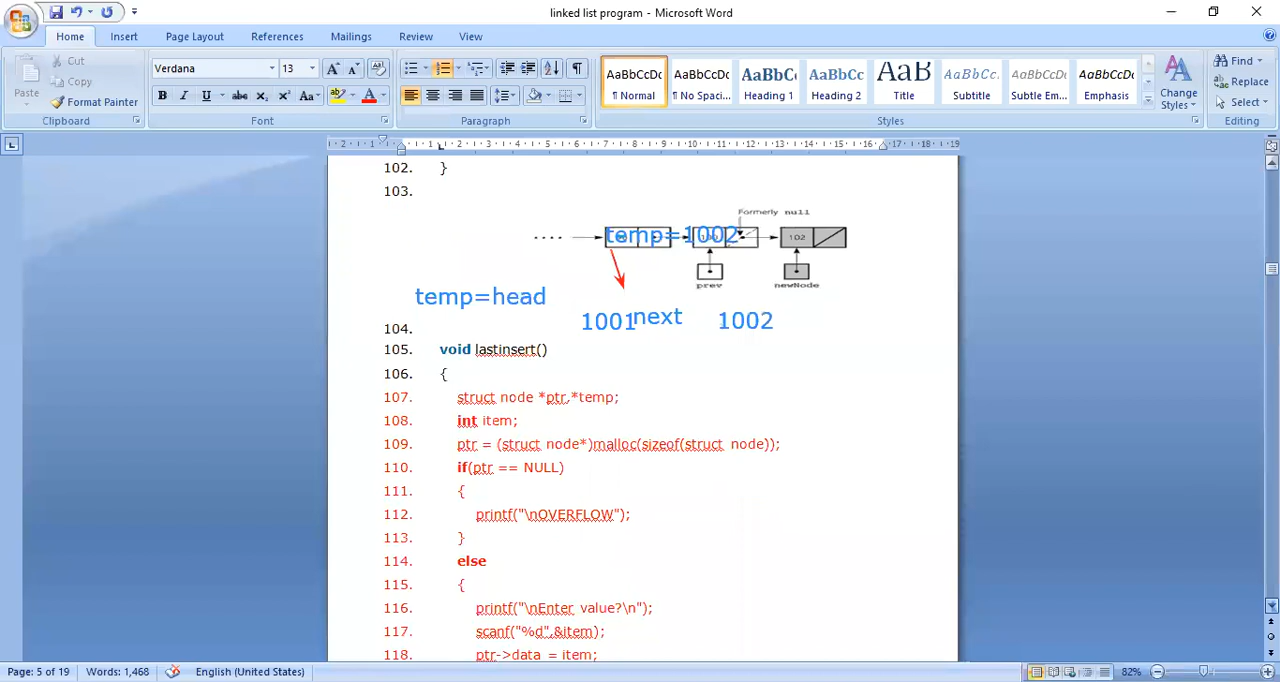 linked list program - Microsoft Word
Home Insert Page Layout References Mailings Review View
Cut
Copy
Paste
Format Painter
Clipboard
Verdana 13
Font
Paragraph
AaBbCcDc AaBbCcDc AaBbCc AaBbCc AaB AaBbCc. AaBbCcDc AaBbCcDc
¶ Normal ¶ No Spaci... Heading 1 Heading 2 Title Subtitle Subtle Em... Emphasis
Change
Styles
Styles
Find
Replace
Select
Editing
102. }
103.
Formerly null
temp=1002
102
prev newNode
temp=head
1001 next 1002
104.
105. void lastinsert()
106. {
107. struct node *ptr,*temp;
108. int item;
109. ptr = (struct node*)malloc(sizeof(struct node));
110. if(ptr == NULL)
111. {
112. printf("\nOVERFLOW");
113. }
114. else
115. {
116. printf("\nEnter value?\n");
117. scanf("%d",&item);
118. ptr->data = item;
Page: 5 of 19 Words: 1,468 English (United States) 82%